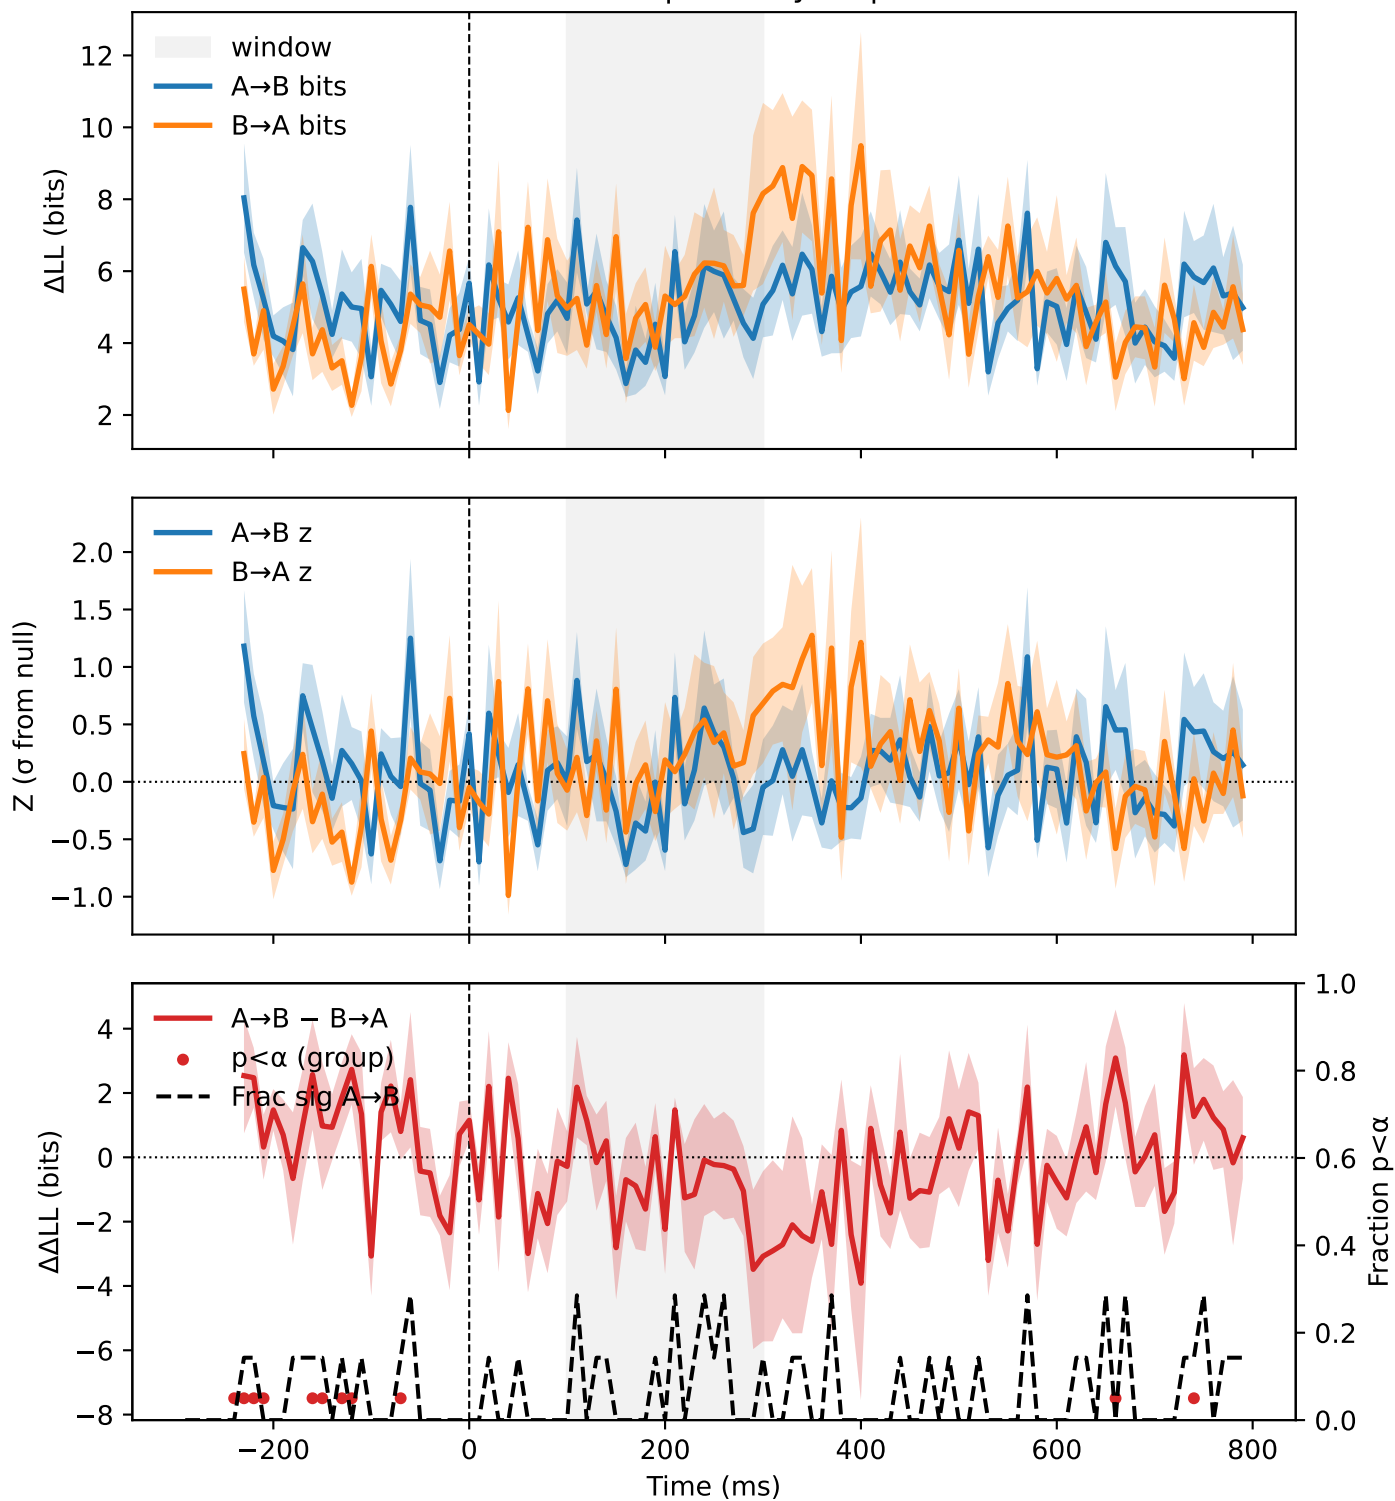 window
A→B bits
B→A bits
ΔLL (bits)
12
10
8
6
4
2
A→B z
B→A z
Z (σ from null)
2.0
1.5
1.0
0.5
0.0
−0.5
−1.0
A→B − B→A
p<α (group)
Frac sig A→B
ΔΔLL (bits)
4
2
0
−2
−4
−6
−8
1.0
0.8
0.6
0.4
0.2
0.0
Fraction p<α
−200
0
200
400
600
800
Time (ms)